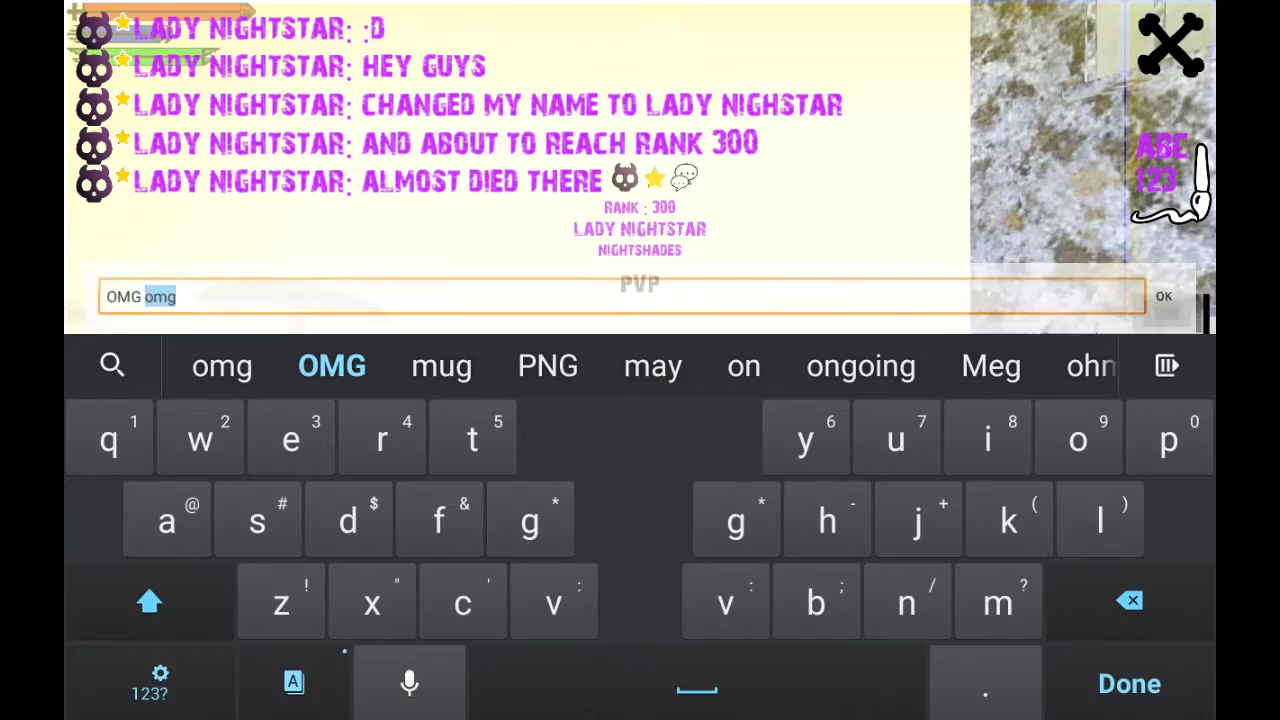 LADY NIGHTSTAR: :D
LADY NIGHTSTAR: HEY GUYS
LADY NIGHTSTAR: CHANGED MY NAME TO LADY NIGHSTAR
LADY NIGHTSTAR: AND ABOUT TO REACH RANK 300
LADY NIGHTSTAR: ALMOST DIED THERE
ABC
123
RANK : 300
LADY NIGHTSTAR
NIGHTSHADES
PVP
OMG omg
OK
omg OMG mug PNG may on ongoing Meg ohm
q 1 w 2 e 3 r 4 t 5 y 6 u 7 i 8 o 9 p 0
a @ s # d $ f & g * g * h - j + k ( l )
z ! x " c ' v : v : b ; n / m ?
123? A . Done